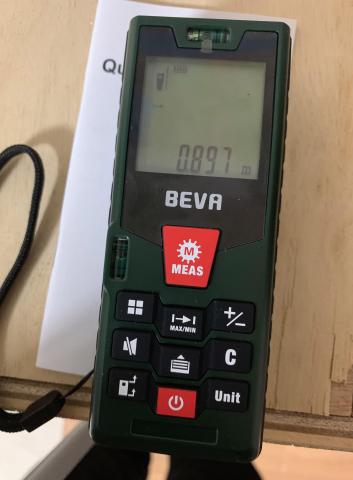 Qu
0.897 m
BEVA
M
MEAS
MAX/MIN
+/−
C
Unit